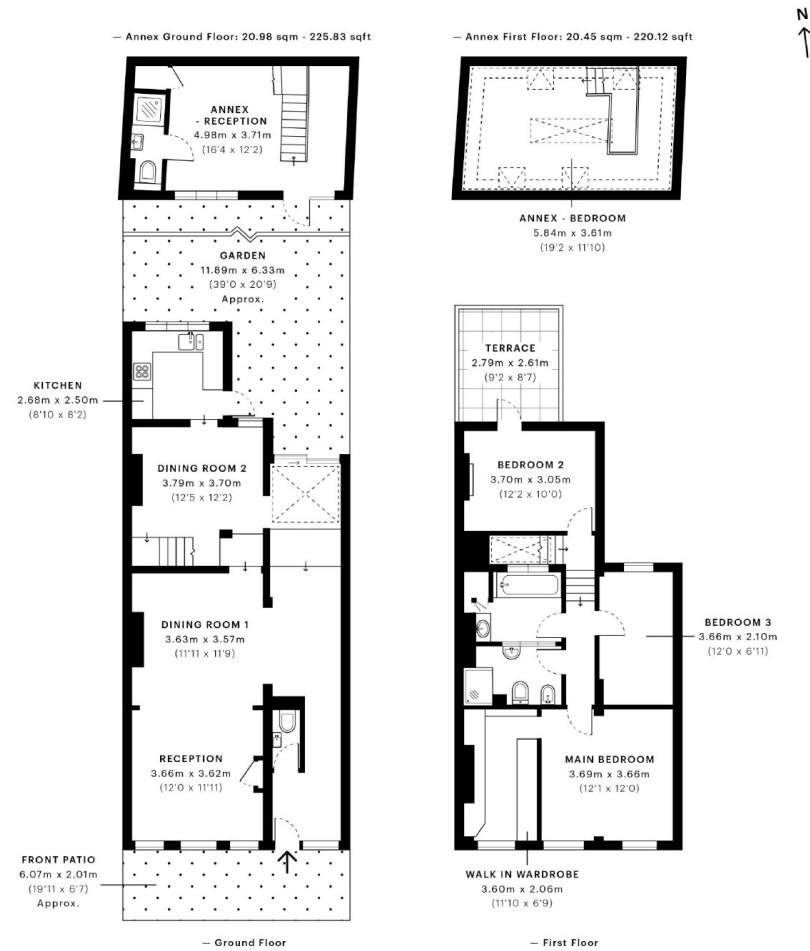 N
— Annex Ground Floor: 20.98 sqm - 225.83 sqft
— Annex First Floor: 20.45 sqm - 220.12 sqft
ANNEX
- RECEPTION
4.98m x 3.71m
(16'4 x 12'2)
ANNEX - BEDROOM
5.84m x 3.61m
(19'2 x 11'10)
GARDEN
11.89m x 6.33m
(39'0 x 20'9)
Approx.
KITCHEN
2.68m x 2.50m
(8'10 x 8'2)
TERRACE
2.79m x 2.61m
(9'2 x 8'7)
DINING ROOM 2
3.79m x 3.70m
(12'5 x 12'2)
BEDROOM 2
3.70m x 3.05m
(12'2 x 10'0)
DINING ROOM 1
3.63m x 3.57m
(11'11 x 11'9)
BEDROOM 3
3.66m x 2.10m
(12'0 x 6'11)
RECEPTION
3.66m x 3.62m
(12'0 x 11'11)
MAIN BEDROOM
3.69m x 3.66m
(12'1 x 12'0)
FRONT PATIO
6.07m x 2.01m
(19'11 x 6'7)
Approx.
WALK IN WARDROBE
3.60m x 2.06m
(11'10 x 6'9)
— Ground Floor
— First Floor